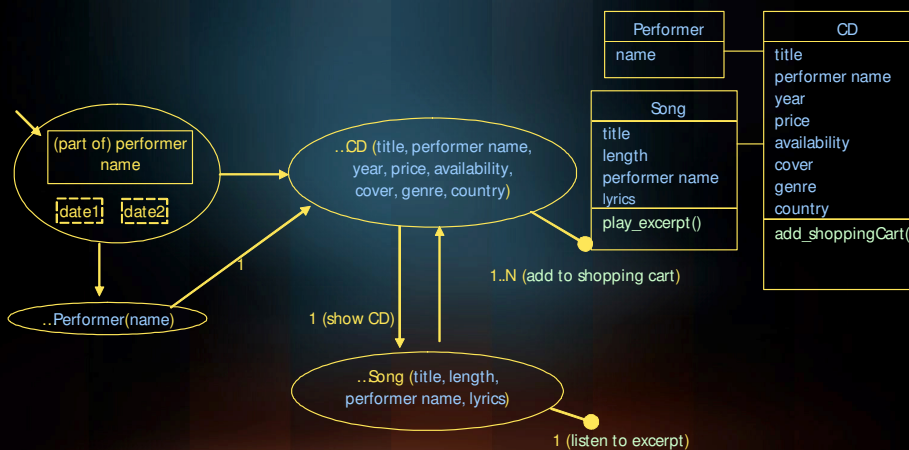 Performer
name
CD
title
performer name
year
price
availability
cover
genre
country
add_shoppingCart(
Song
title
length
performer name
lyrics
play_excerpt()
(part of) performer
name
date1
date2
...CD (title, performer name,
year, price, availability,
cover, genre, country)
1
1..N (add to shopping cart)
...Performer(name)
1 (show CD)
...Song (title, length,
performer name, lyrics)
1 (listen to excerpt)